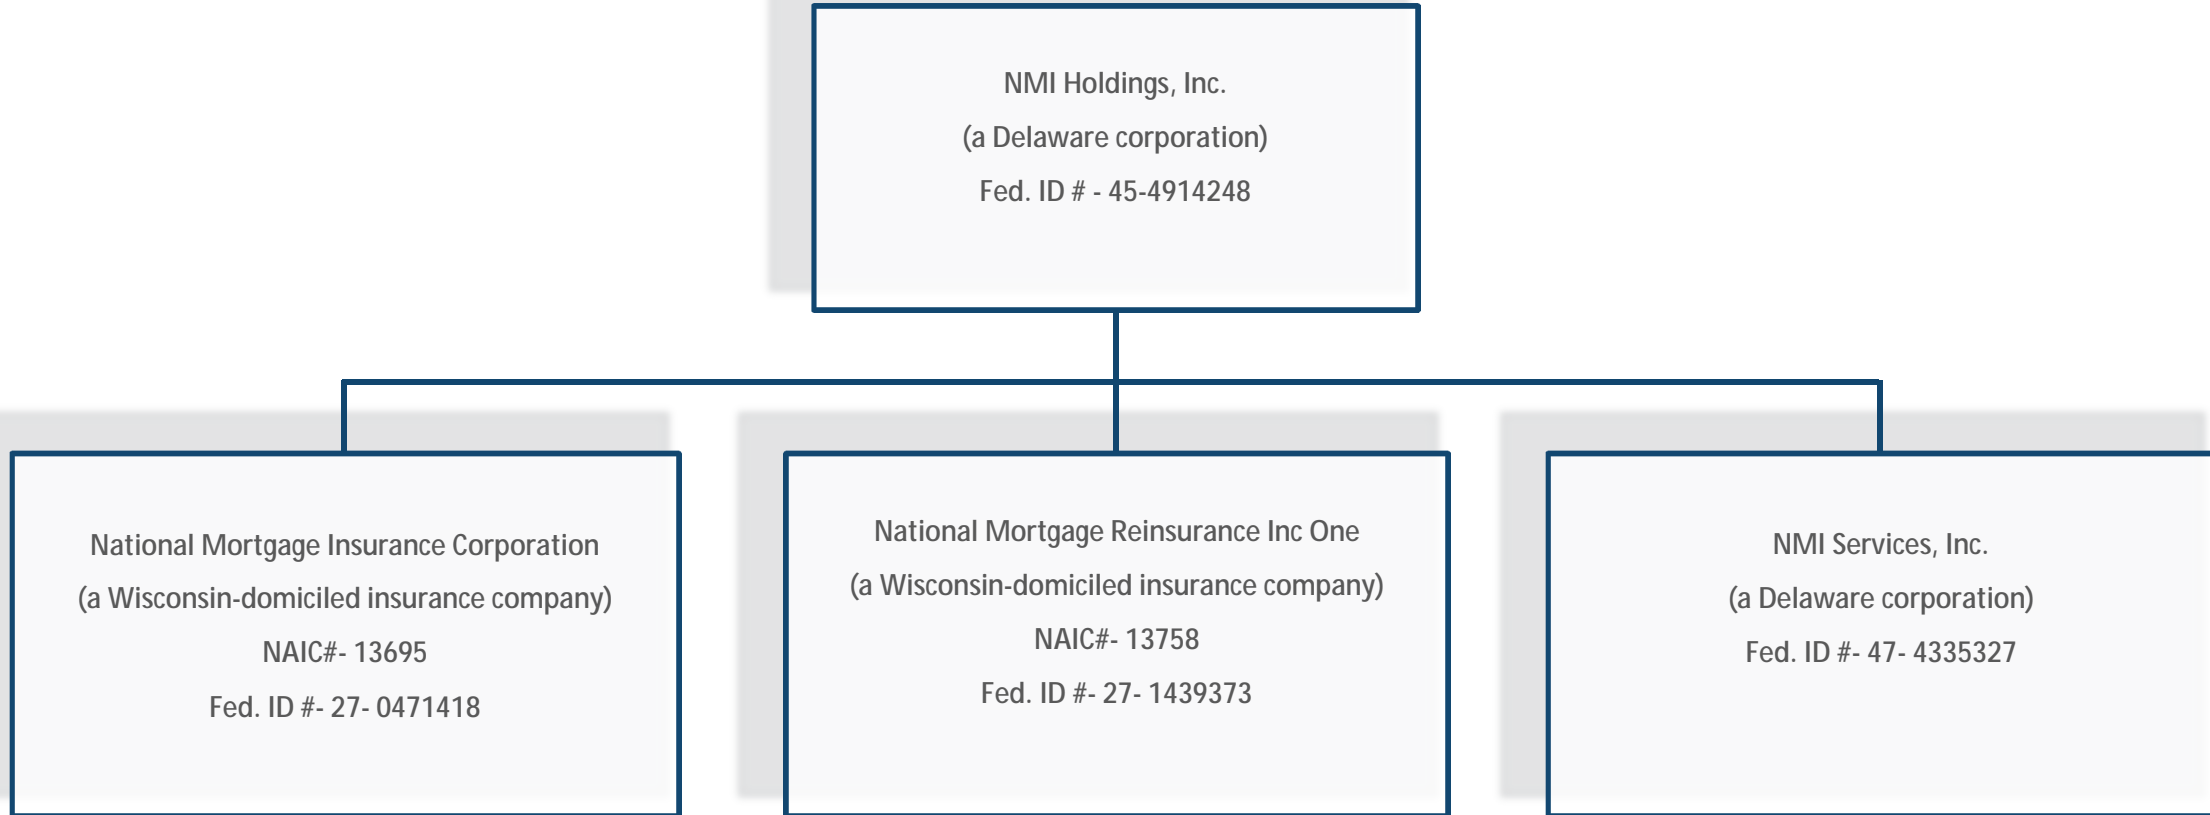 NMI Holdings, Inc.
(a Delaware corporation)
Fed. ID # - 45-4914248
National Mortgage Insurance Corporation
(a Wisconsin-domiciled insurance company)
NAIC#- 13695
Fed. ID #- 27- 0471418
National Mortgage Reinsurance Inc One
(a Wisconsin-domiciled insurance company)
NAIC#- 13758
Fed. ID #- 27- 1439373
NMI Services, Inc.
(a Delaware corporation)
Fed. ID #- 47- 4335327